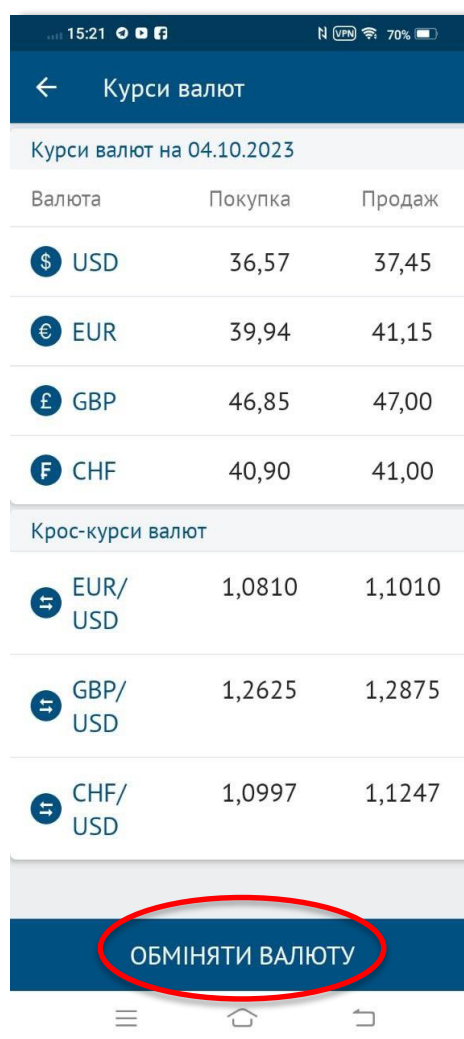 15:21 VPN 70%
Курси валют
Курси валют на 04.10.2023
Валюта Покупка Продаж
$ USD 36,57 37,45
€ EUR 39,94 41,15
£ GBP 46,85 47,00
₣ CHF 40,90 41,00
Крос-курси валют
EUR/ 1,0810 1,1010
USD
GBP/ 1,2625 1,2875
USD
CHF/ 1,0997 1,1247
USD
ОБМІНЯТИ ВАЛЮТУ